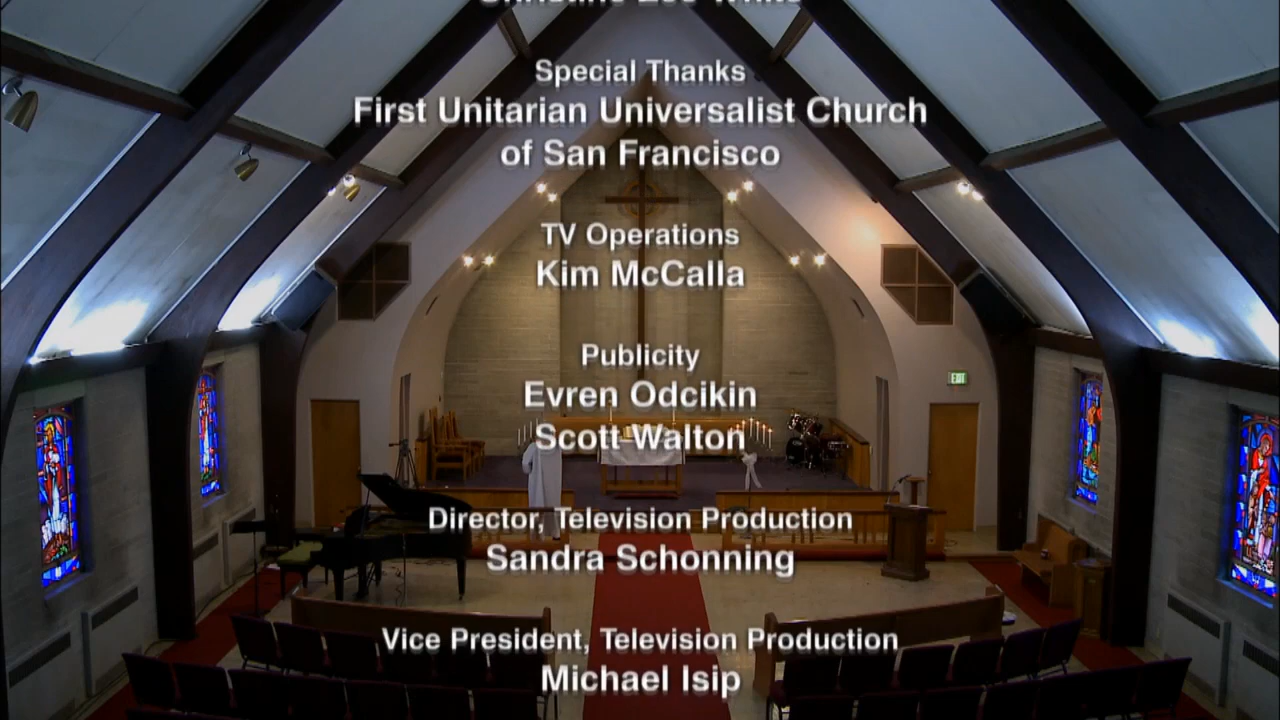 Special Thanks
First Unitarian Universalist Church
of San Francisco
TV Operations
Kim McCalla
Publicity
Evren Odcikin
Scott Walton
Director, Television Production
Sandra Schonning
EXIT
Vice President, Television Production
Michael Isip